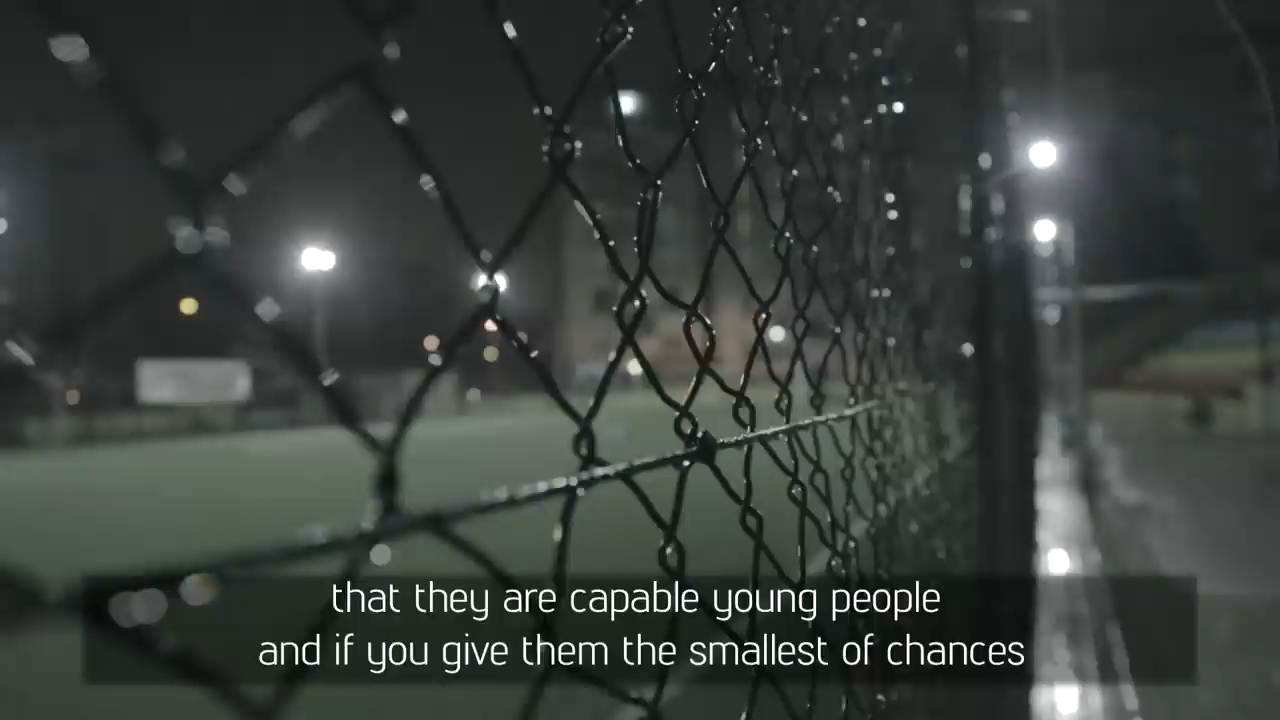 that they are capable young people
and if you give them the smallest of chances